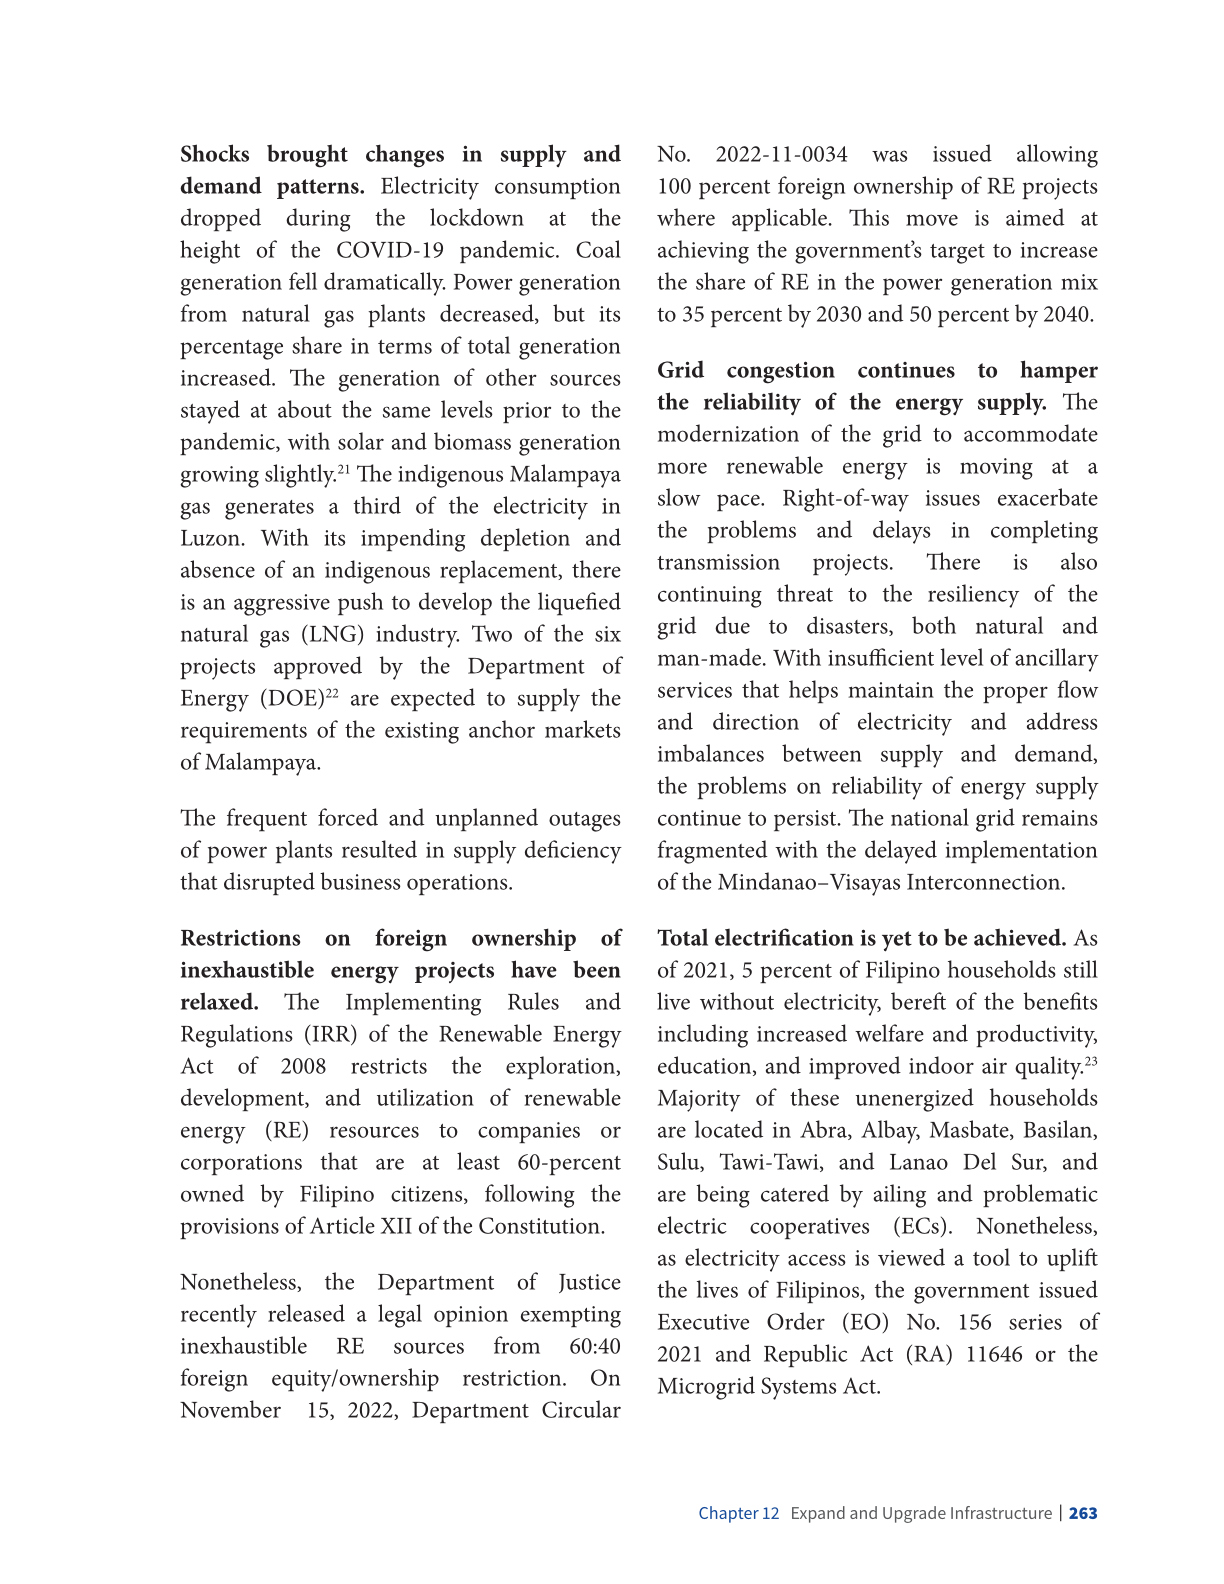 Shocks brought changes in supply and
demand patterns. Electricity consumption
dropped during the lockdown at the
height of the COVID-19 pandemic. Coal
generation fell dramatically. Power generation
from natural gas plants decreased, but its
percentage share in terms of total generation
increased. The generation of other sources
stayed at about the same levels prior to the
pandemic, with solar and biomass generation
growing slightly.21 The indigenous Malampaya
gas generates a third of the electricity in
Luzon. With its impending depletion and
absence of an indigenous replacement, there
is an aggressive push to develop the liquefied
natural gas (LNG) industry. Two of the six
projects approved by the Department of
Energy (DOE)22 are expected to supply the
requirements of the existing anchor markets
of Malampaya.
The frequent forced and unplanned outages
of power plants resulted in supply deficiency
that disrupted business operations.
Restrictions on foreign ownership of
inexhaustible energy projects have been
relaxed. The Implementing Rules and
Regulations (IRR) of the Renewable Energy
Act of 2008 restricts the exploration,
development, and utilization of renewable
energy (RE) resources to companies or
corporations that are at least 60-percent
owned by Filipino citizens, following the
provisions of Article XII of the Constitution.
Nonetheless, the Department of Justice
recently released a legal opinion exempting
inexhaustible RE sources from 60:40
foreign equity/ownership restriction. On
November 15, 2022, Department Circular
No. 2022-11-0034 was issued allowing
100 percent foreign ownership of RE projects
where applicable. This move is aimed at
achieving the government’s target to increase
the share of RE in the power generation mix
to 35 percent by 2030 and 50 percent by 2040.
Grid congestion continues to hamper
the reliability of the energy supply. The
modernization of the grid to accommodate
more renewable energy is moving at a
slow pace. Right-of-way issues exacerbate
the problems and delays in completing
transmission projects. There is also
continuing threat to the resiliency of the
grid due to disasters, both natural and
man-made. With insufficient level of ancillary
services that helps maintain the proper flow
and direction of electricity and address
imbalances between supply and demand,
the problems on reliability of energy supply
continue to persist. The national grid remains
fragmented with the delayed implementation
of the Mindanao–Visayas Interconnection.
Total electrification is yet to be achieved. As
of 2021, 5 percent of Filipino households still
live without electricity, bereft of the benefits
including increased welfare and productivity,
education, and improved indoor air quality.23
Majority of these unenergized households
are located in Abra, Albay, Masbate, Basilan,
Sulu, Tawi-Tawi, and Lanao Del Sur, and
are being catered by ailing and problematic
electric cooperatives (ECs). Nonetheless,
as electricity access is viewed a tool to uplift
the lives of Filipinos, the government issued
Executive Order (EO) No. 156 series of
2021 and Republic Act (RA) 11646 or the
Microgrid Systems Act.
Chapter 12 Expand and Upgrade Infrastructure | 263